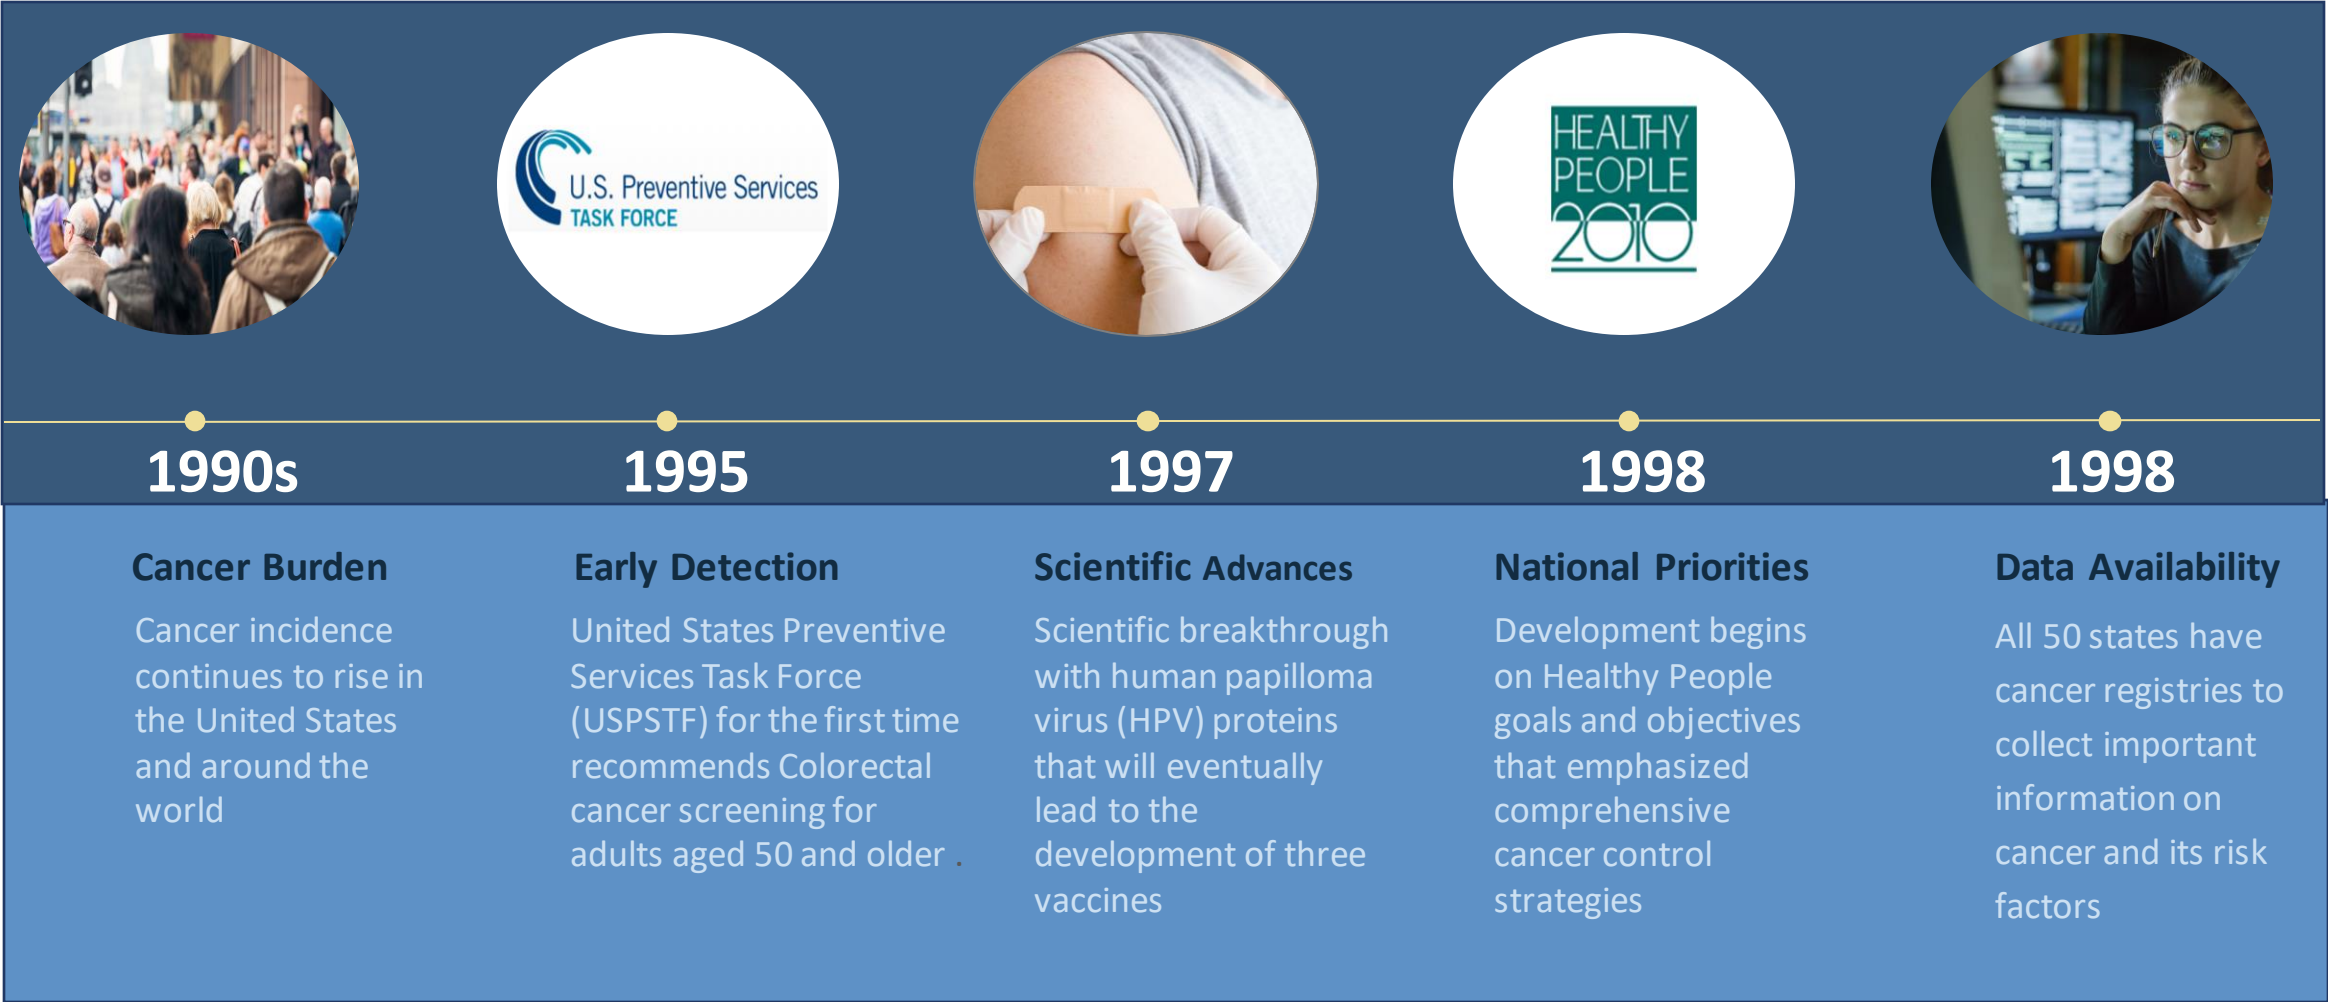 U.S. Preventive Services
TASK FORCE
HEALTHY
PEOPLE
2010
1990s
1995
1997
1998
1998
Cancer Burden
Cancer incidence
continues to rise in
the United States
and around the
world
Early Detection
United States Preventive
Services Task Force
(USPSTF) for the first time
recommends Colorectal
cancer screening for
adults aged 50 and older .
Scientific Advances
Scientific breakthrough
with human papilloma
virus (HPV) proteins
that will eventually
lead to the
development of three
vaccines
National Priorities
Development begins
on Healthy People
goals and objectives
that emphasized
comprehensive
cancer control
strategies
Data Availability
All 50 states have
cancer registries to
collect important
information on
cancer and its risk
factors